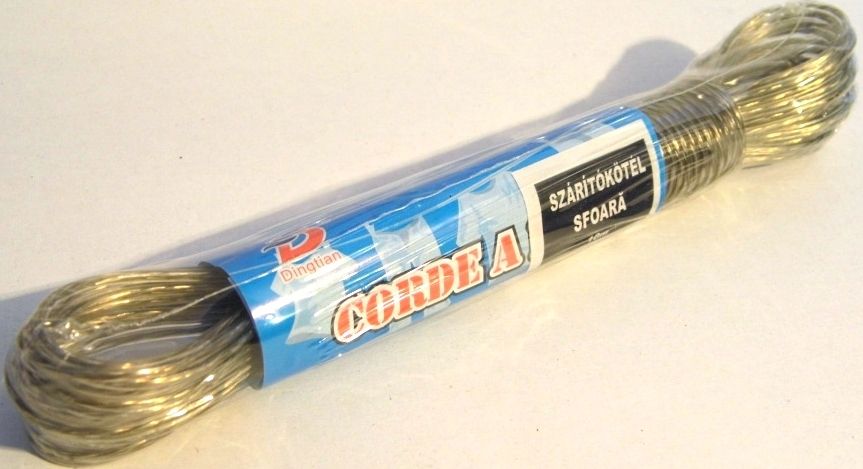 Dingtian
CORDE A
SZÁRÍTÓKÖTÉL
SFOARĂ